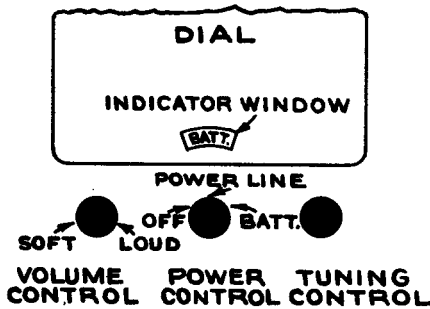 DIAL
INDICATOR WINDOW
BATT.
POWER LINE
OFF BATT.
SOFT LOUD
VOLUME CONTROL
POWER CONTROL
TUNING CONTROL